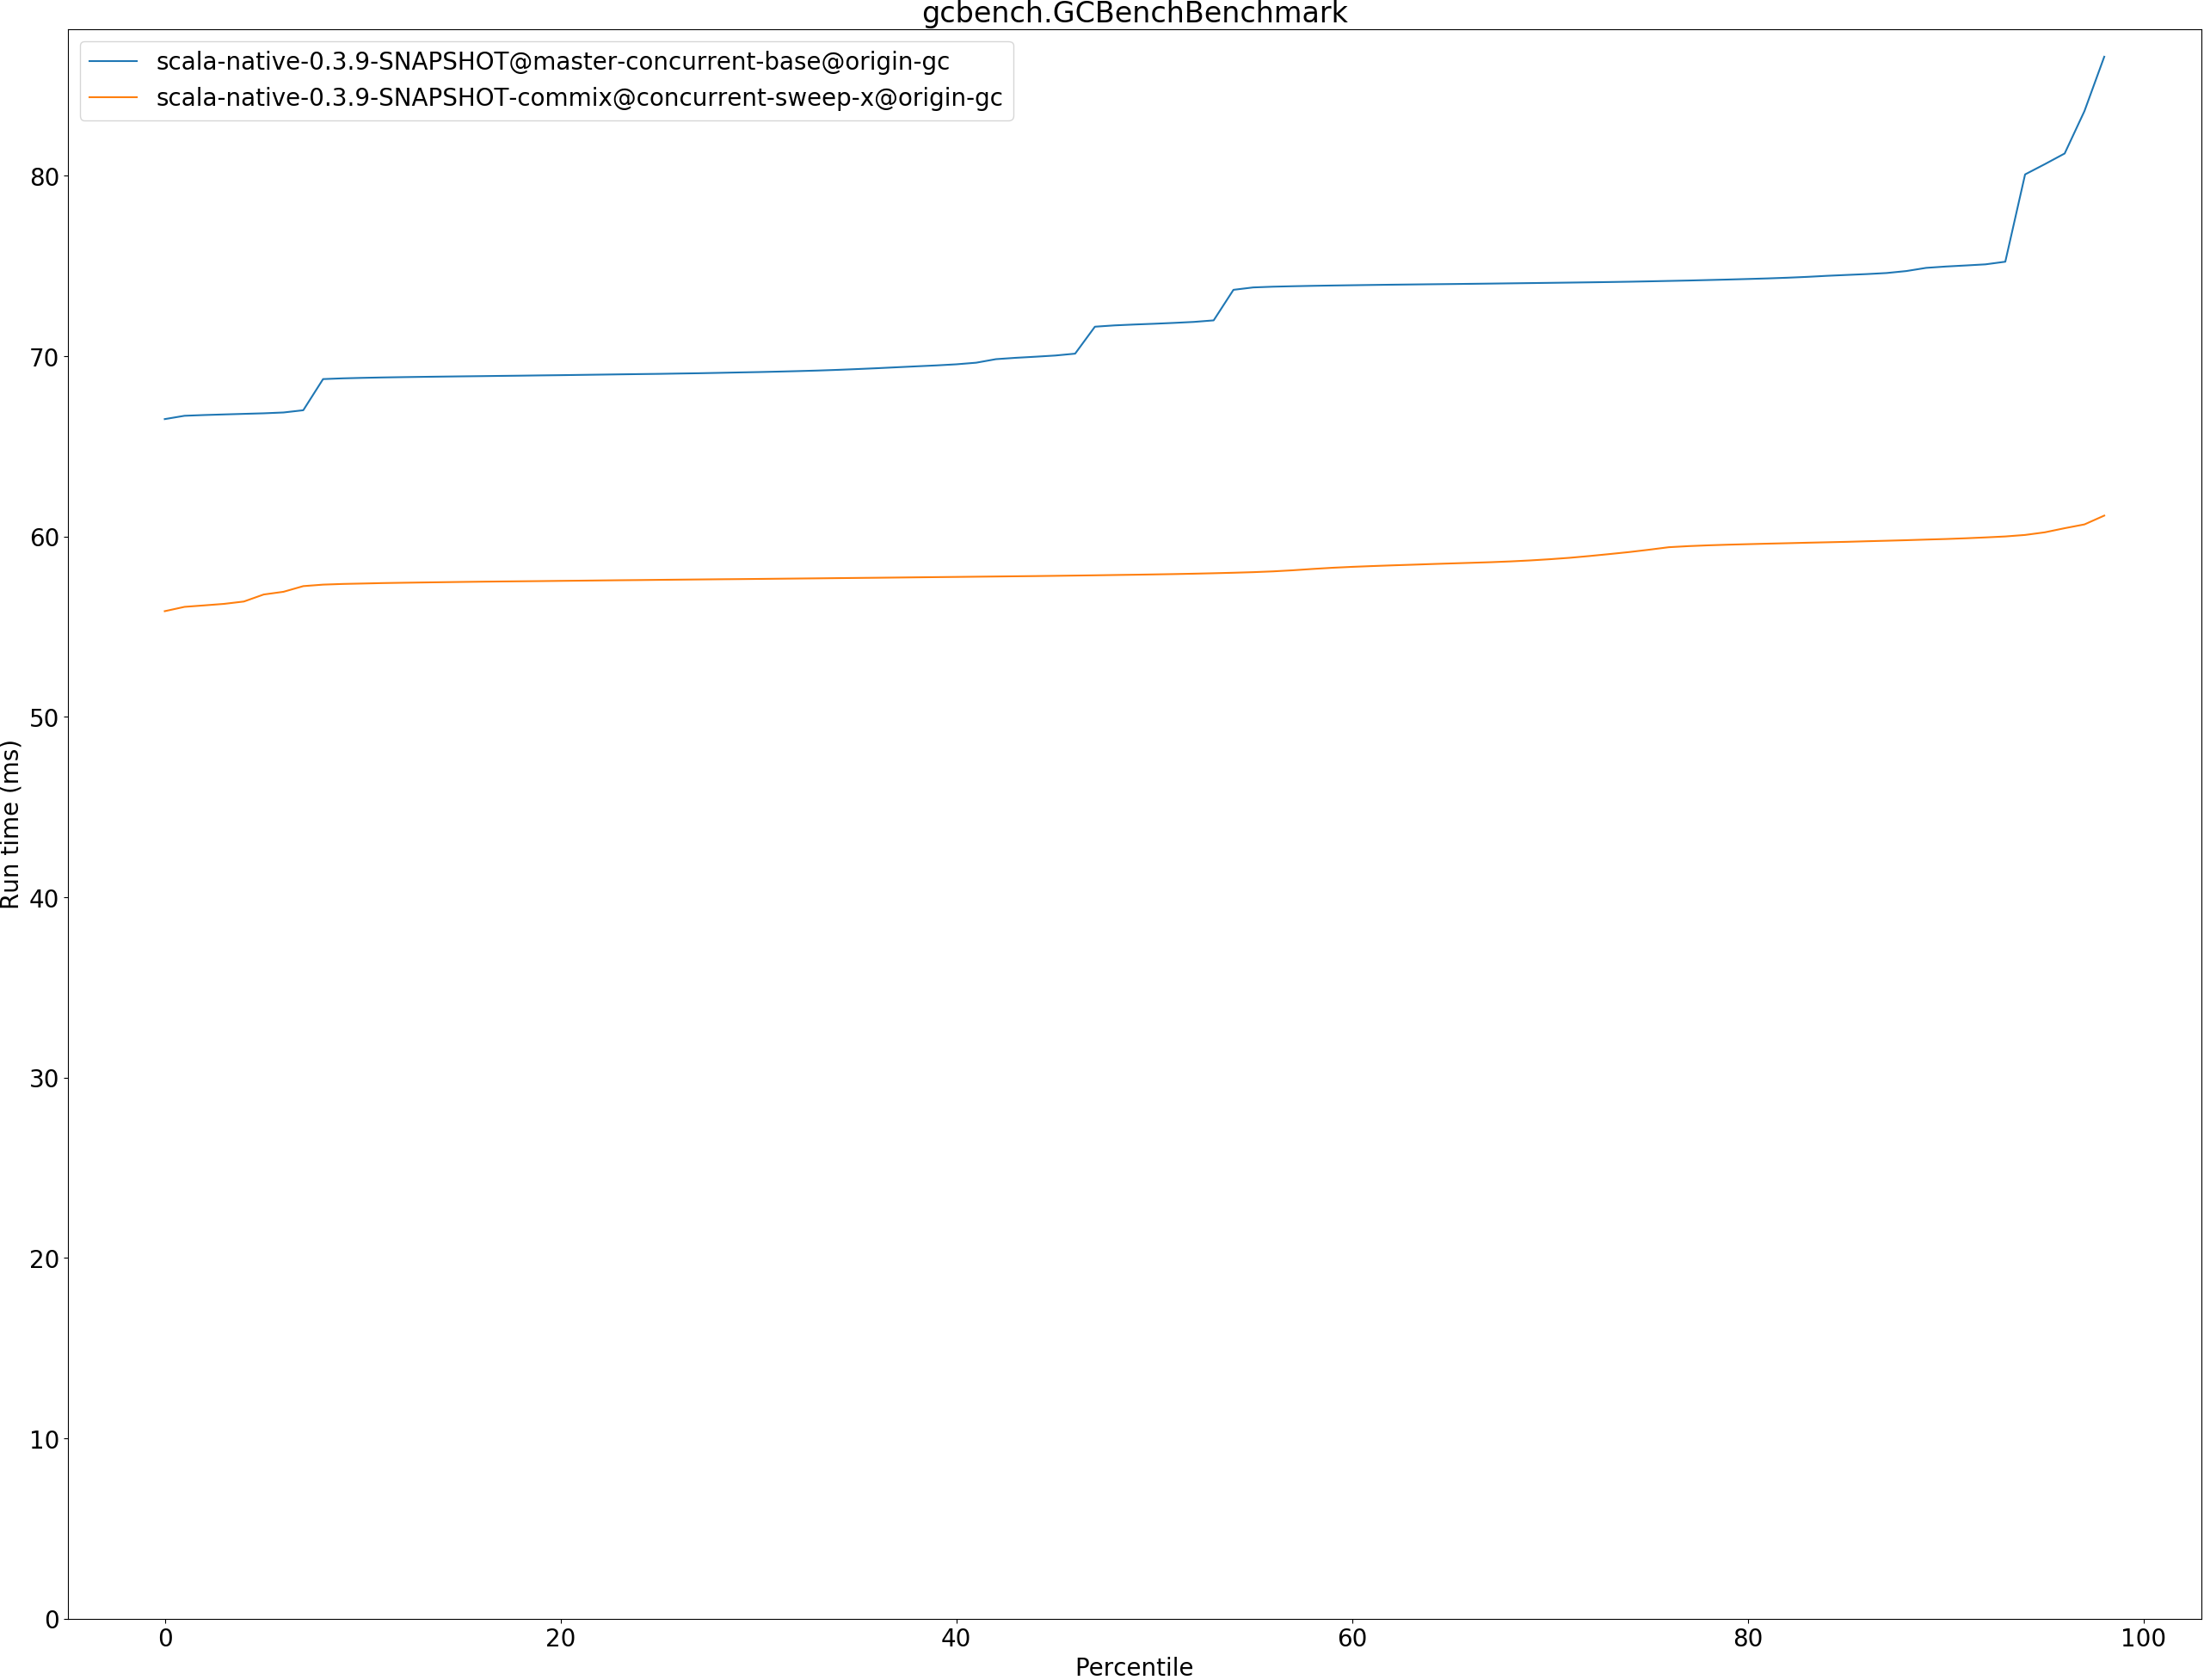 gcbench.GCBenchBenchmark
scala-native-0.3.9-SNAPSHOT@master-concurrent-base@origin-gc
scala-native-0.3.9-SNAPSHOT-commix@concurrent-sweep-x@origin-gc
80
70
60
50
40
30
20
10
0
Run time (ms)
0 20 40 60 80 100
Percentile